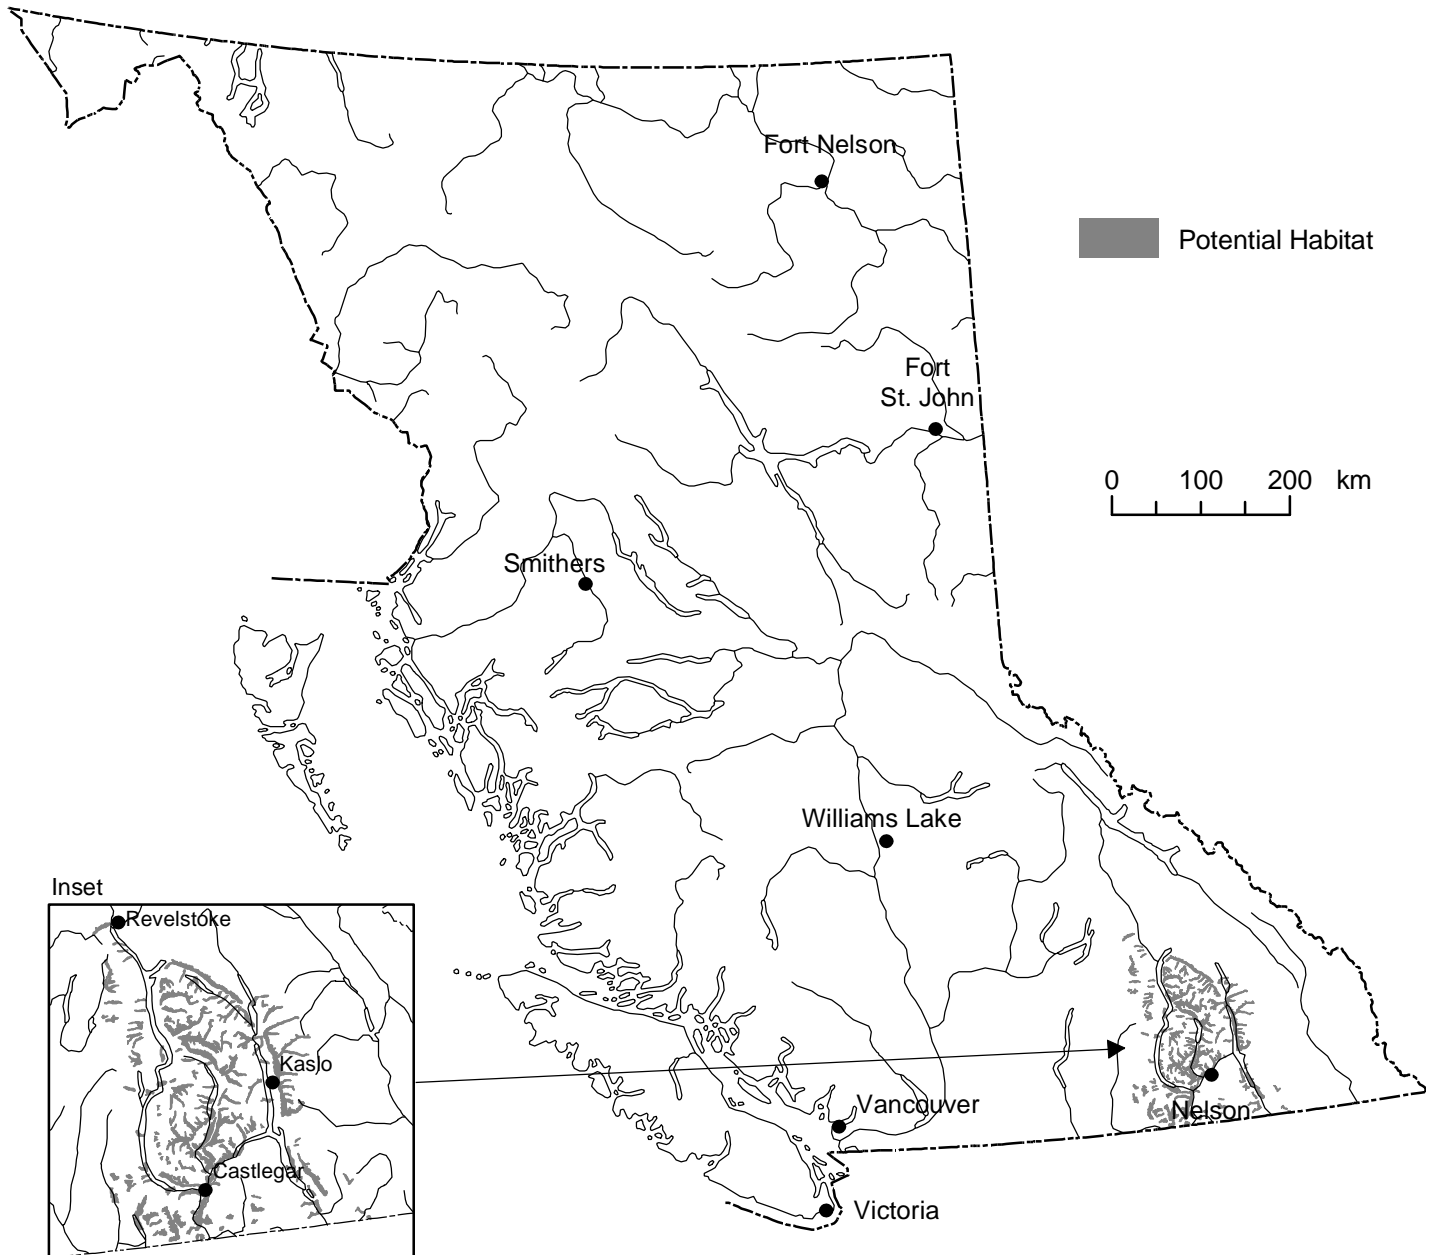 Fort Nelson
Potential Habitat
Fort
St. John
0 100 200 km
Smithers
Williams Lake
Inset
Revelstoke
Kaslo
Castlegar
Vancouver
Nelson
Victoria